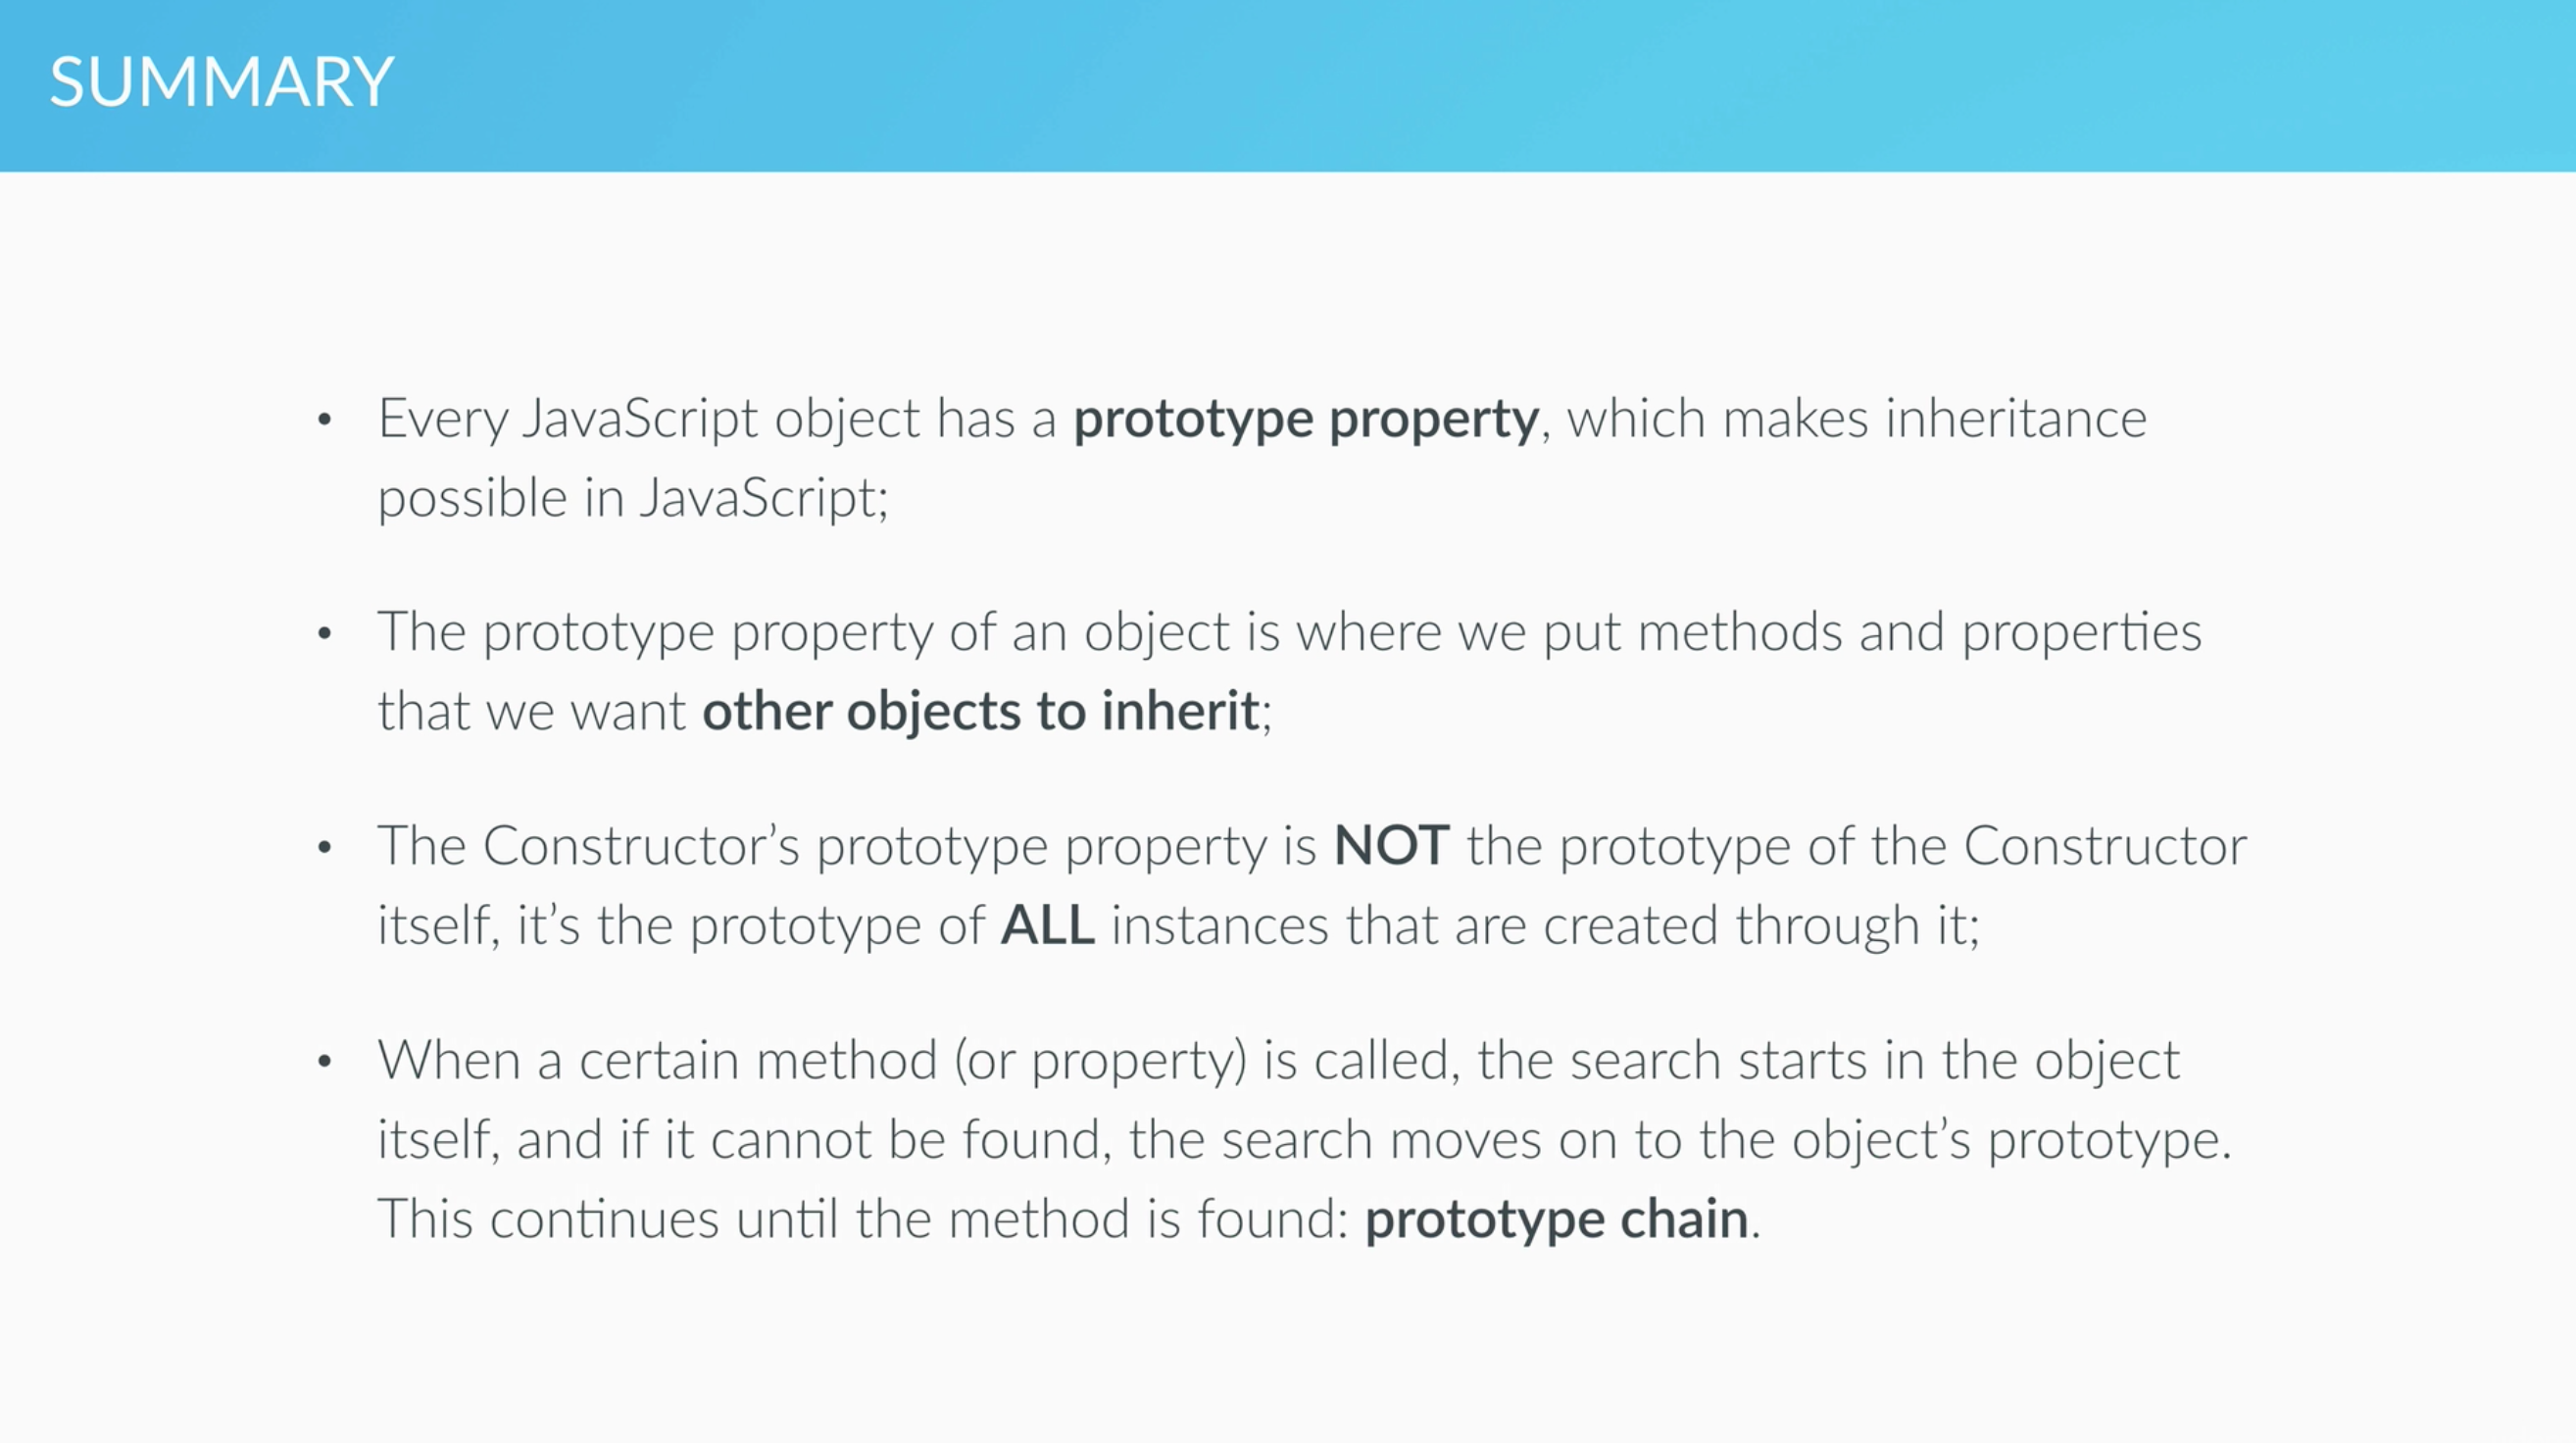 SUMMARY
• Every JavaScript object has a prototype property, which makes inheritance
possible in JavaScript;
• The prototype property of an object is where we put methods and properties
that we want other objects to inherit;
• The Constructor’s prototype property is NOT the prototype of the Constructor
itself, it’s the prototype of ALL instances that are created through it;
• When a certain method (or property) is called, the search starts in the object
itself, and if it cannot be found, the search moves on to the object’s prototype.
This continues until the method is found: prototype chain.